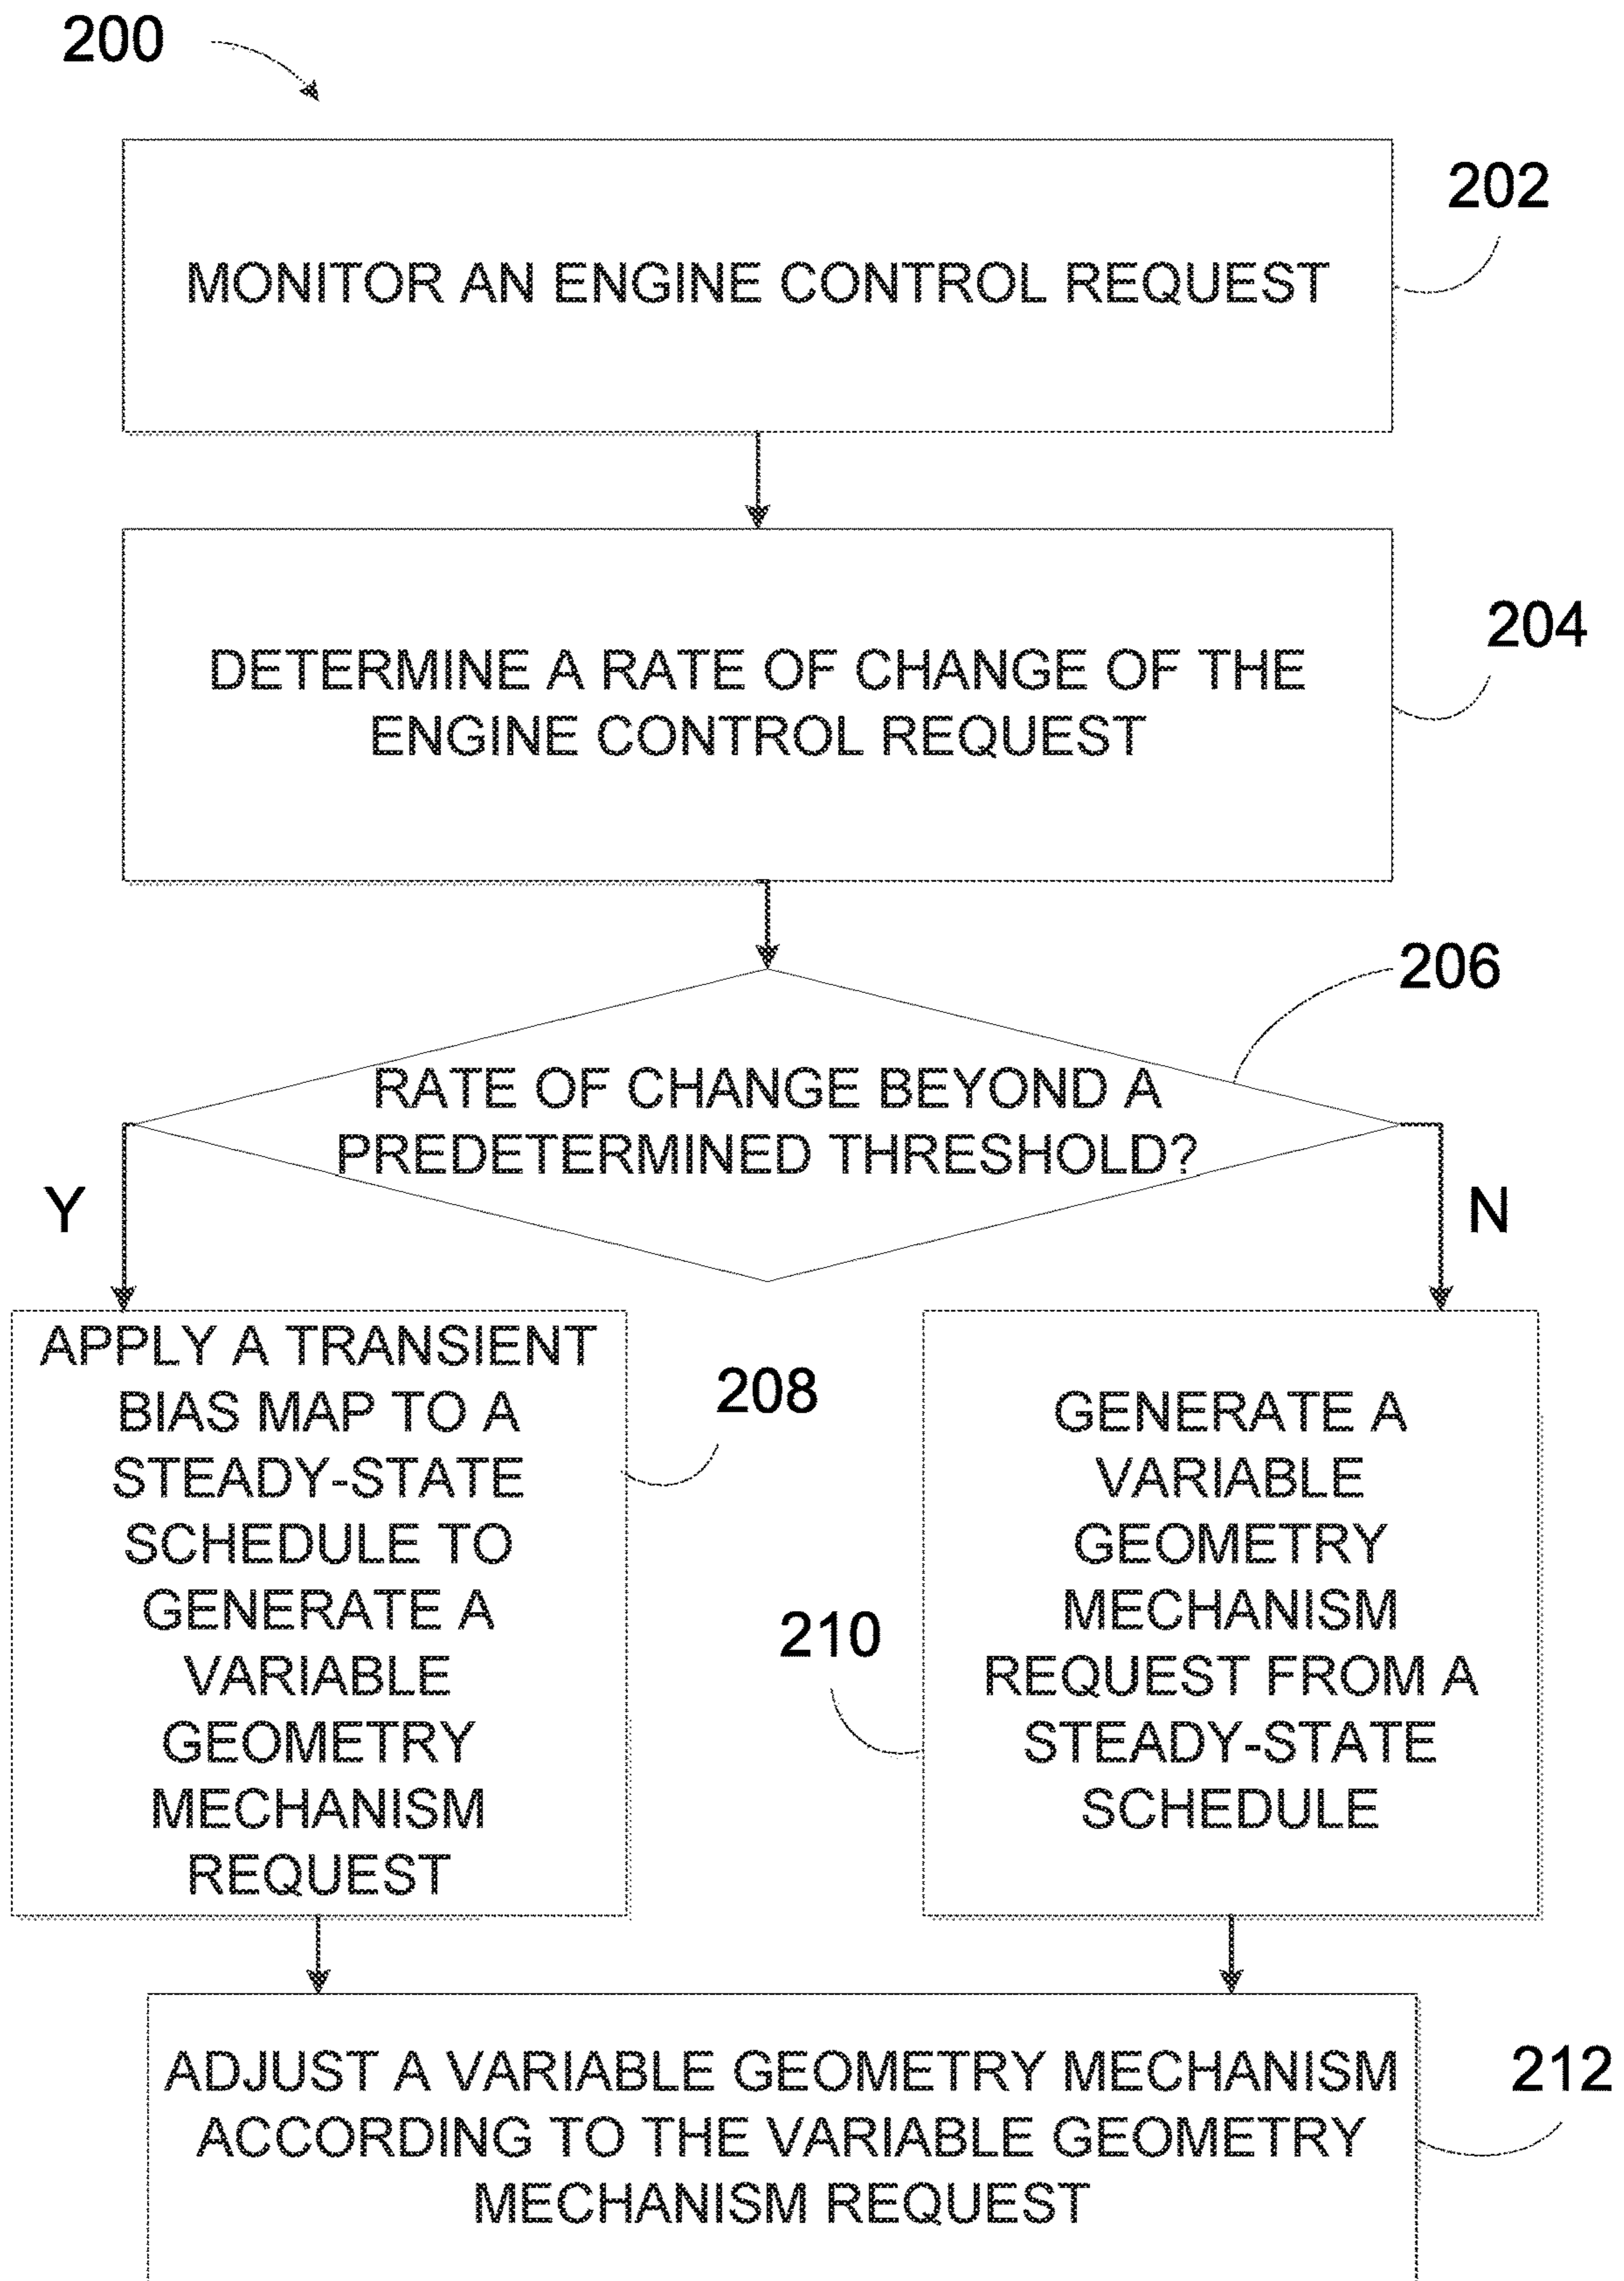 200
MONITOR AN ENGINE CONTROL REQUEST
202
DETERMINE A RATE OF CHANGE OF THE
ENGINE CONTROL REQUEST
204
206
RATE OF CHANGE BEYOND A
PREDETERMINED THRESHOLD?
Y
N
APPLY A TRANSIENT
BIAS MAP TO A
STEADY-STATE
SCHEDULE TO
GENERATE A
VARIABLE
GEOMETRY
MECHANISM
REQUEST
208
210
GENERATE A
VARIABLE
GEOMETRY
MECHANISM
REQUEST FROM A
STEADY-STATE
SCHEDULE
ADJUST A VARIABLE GEOMETRY MECHANISM
ACCORDING TO THE VARIABLE GEOMETRY
MECHANISM REQUEST
212